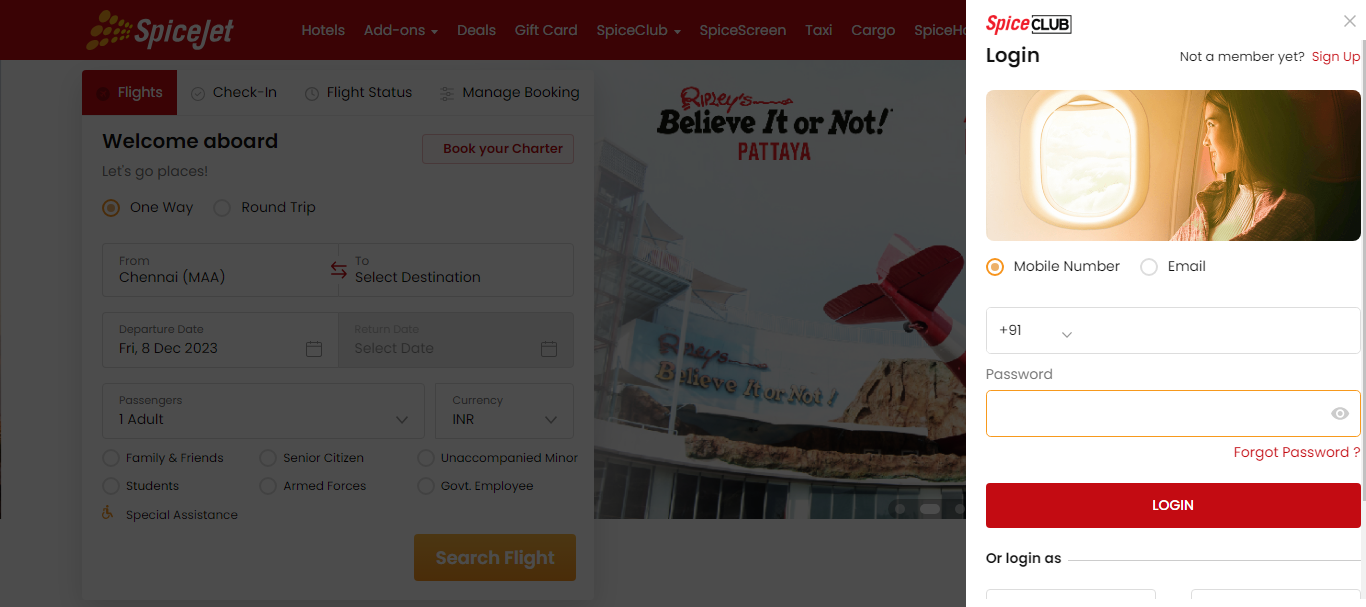 SpiceJet
Hotels Add-ons Deals Gift Card SpiceClub SpiceScreen Taxi Cargo
Flights Check-In Flight Status Manage Booking
Welcome aboard
Book your Charter
Let's go places!
One Way Round Trip
From
Chennai (MAA)
To
Select Destination
Departure Date
Fri, 8 Dec 2023
Return Date
Select Date
Passengers
1 Adult
Currency
INR
Family & Friends Senior Citizen Unaccompanied Minor
Students Armed Forces Govt. Employee
Special Assistance
Search Flight
Ripley's
Believe It or Not!
PATTAYA
Ripley's
Believe It or Not!
SpiceCLUB
Login
Not a member yet? Sign Up
Mobile Number Email
+91
Password
Forgot Password ?
LOGIN
Or login as